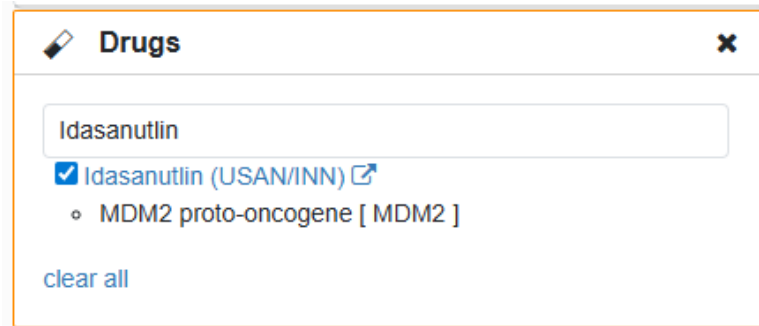 Drugs
Idasanutlin
Idasanutlin (USAN/INN)
MDM2 proto-oncogene [ MDM2 ]
clear all